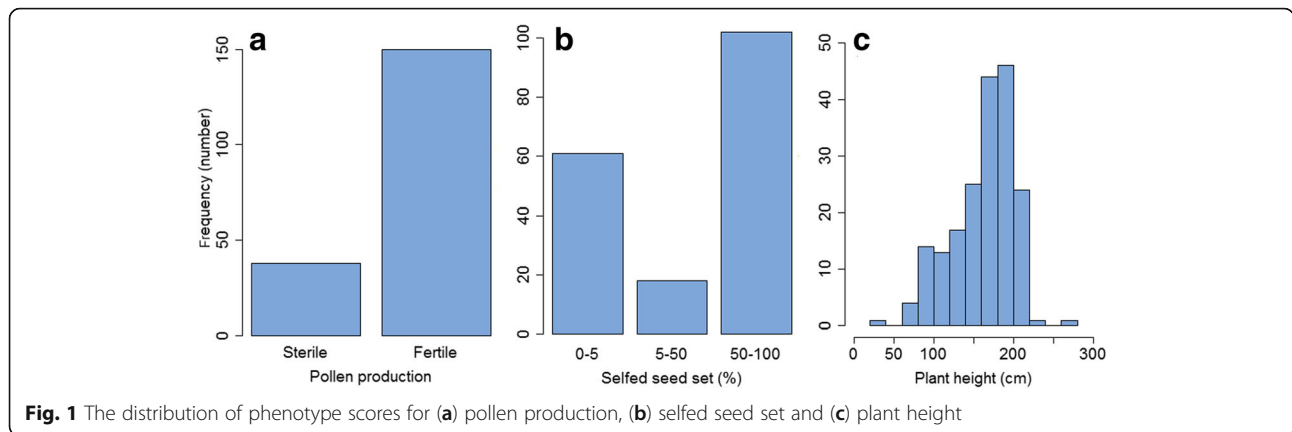 a
Frequency (number)
0
50
100
150
Sterile
Fertile
Pollen production
b
0
20
40
60
80
100
0-5
5-50
50-100
Selfed seed set (%)
c
0
10
20
30
40
50
0
50
100
200
300
Plant height (cm)
Fig. 1 The distribution of phenotype scores for (a) pollen production, (b) selfed seed set and (c) plant height